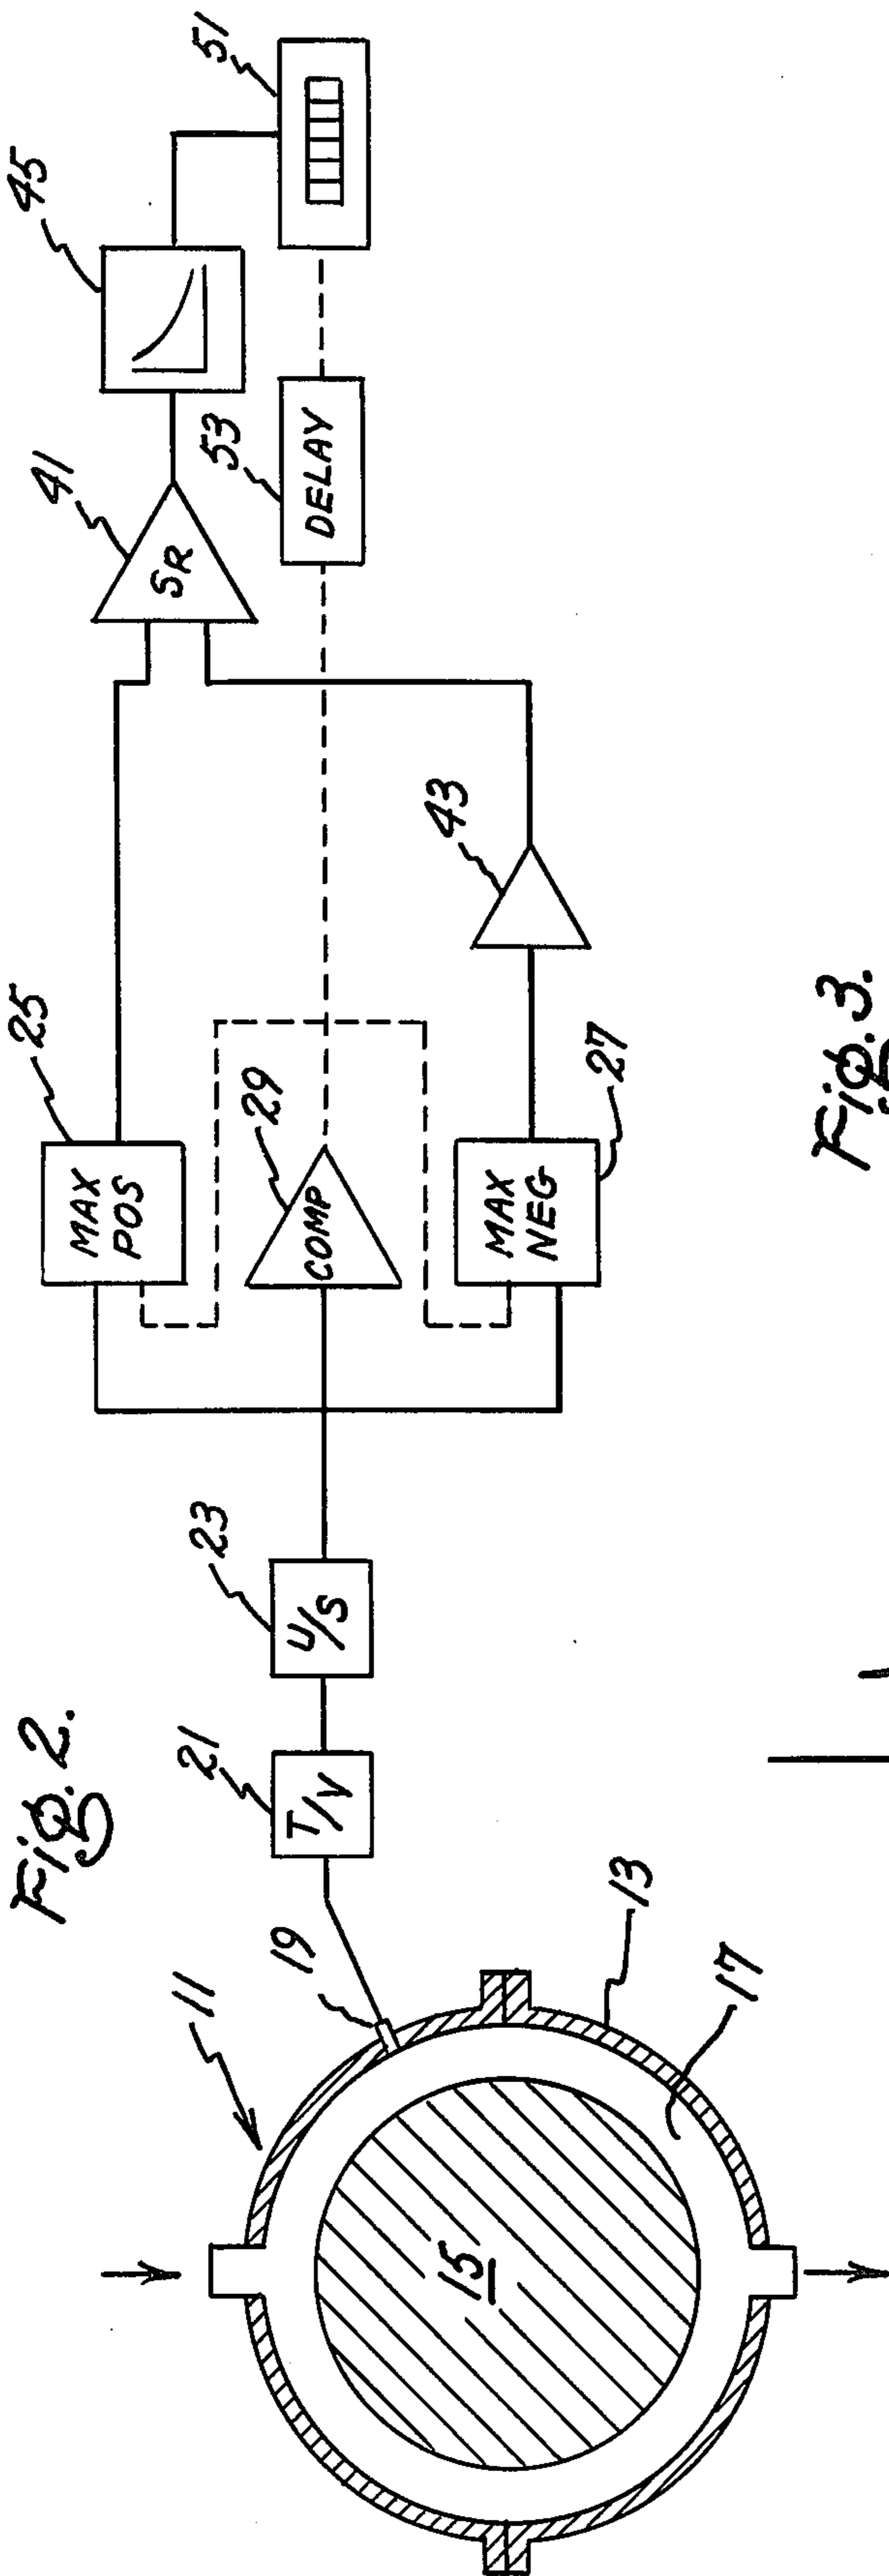 Fig. 2.
11
13
15
17
19
21
T/V
23
U/S
25
MAX
POS
29
COMP
27
MAX
NEG
43
41
SR
53
DELAY
45
51
Fig. 3.